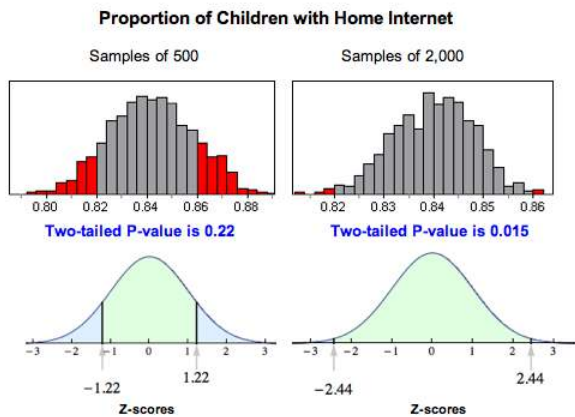 Proportion of Children with Home Internet
Samples of 500
Samples of 2,000
0.80 0.82 0.84 0.86 0.88
0.82 0.83 0.84 0.85 0.86
Two-tailed P-value is 0.22
Two-tailed P-value is 0.015
−3 −2 −1 0 1 2 3
−3 −2 −1 0 1 2 3
−1.22 1.22
−2.44 2.44
Z-scores
Z-scores